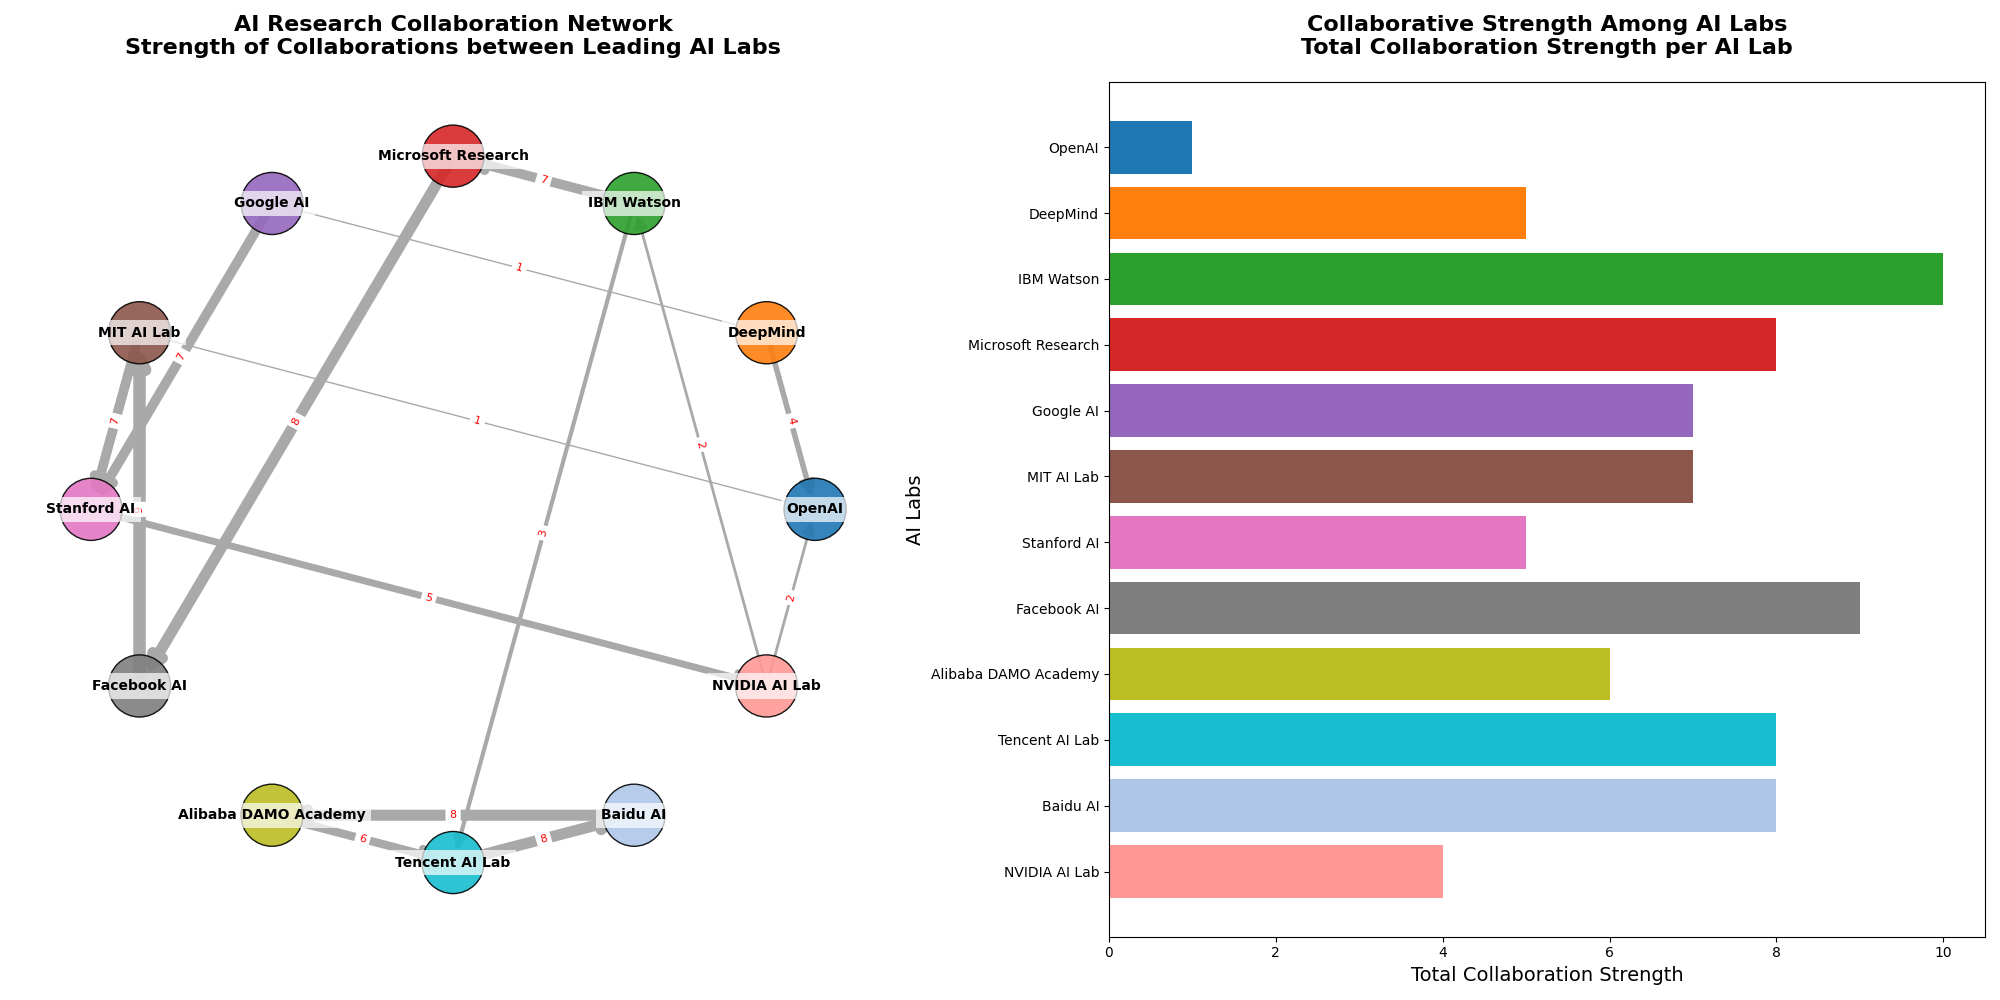 AI Research Collaboration Network
Strength of Collaborations between Leading AI Labs
Microsoft Research
7
Google AI
IBM Watson
1
MIT AI Lab
DeepMind
7
7
8
1
2
4
Stanford AI
OpenAI
3
5
2
Facebook AI
NVIDIA AI Lab
Alibaba DAMO Academy
8
Baidu AI
6
8
Tencent AI Lab
Collaborative Strength Among AI Labs
Total Collaboration Strength per AI Lab
AI Labs
OpenAI
DeepMind
IBM Watson
Microsoft Research
Google AI
MIT AI Lab
Stanford AI
Facebook AI
Alibaba DAMO Academy
Tencent AI Lab
Baidu AI
NVIDIA AI Lab
0 2 4 6 8 10
Total Collaboration Strength